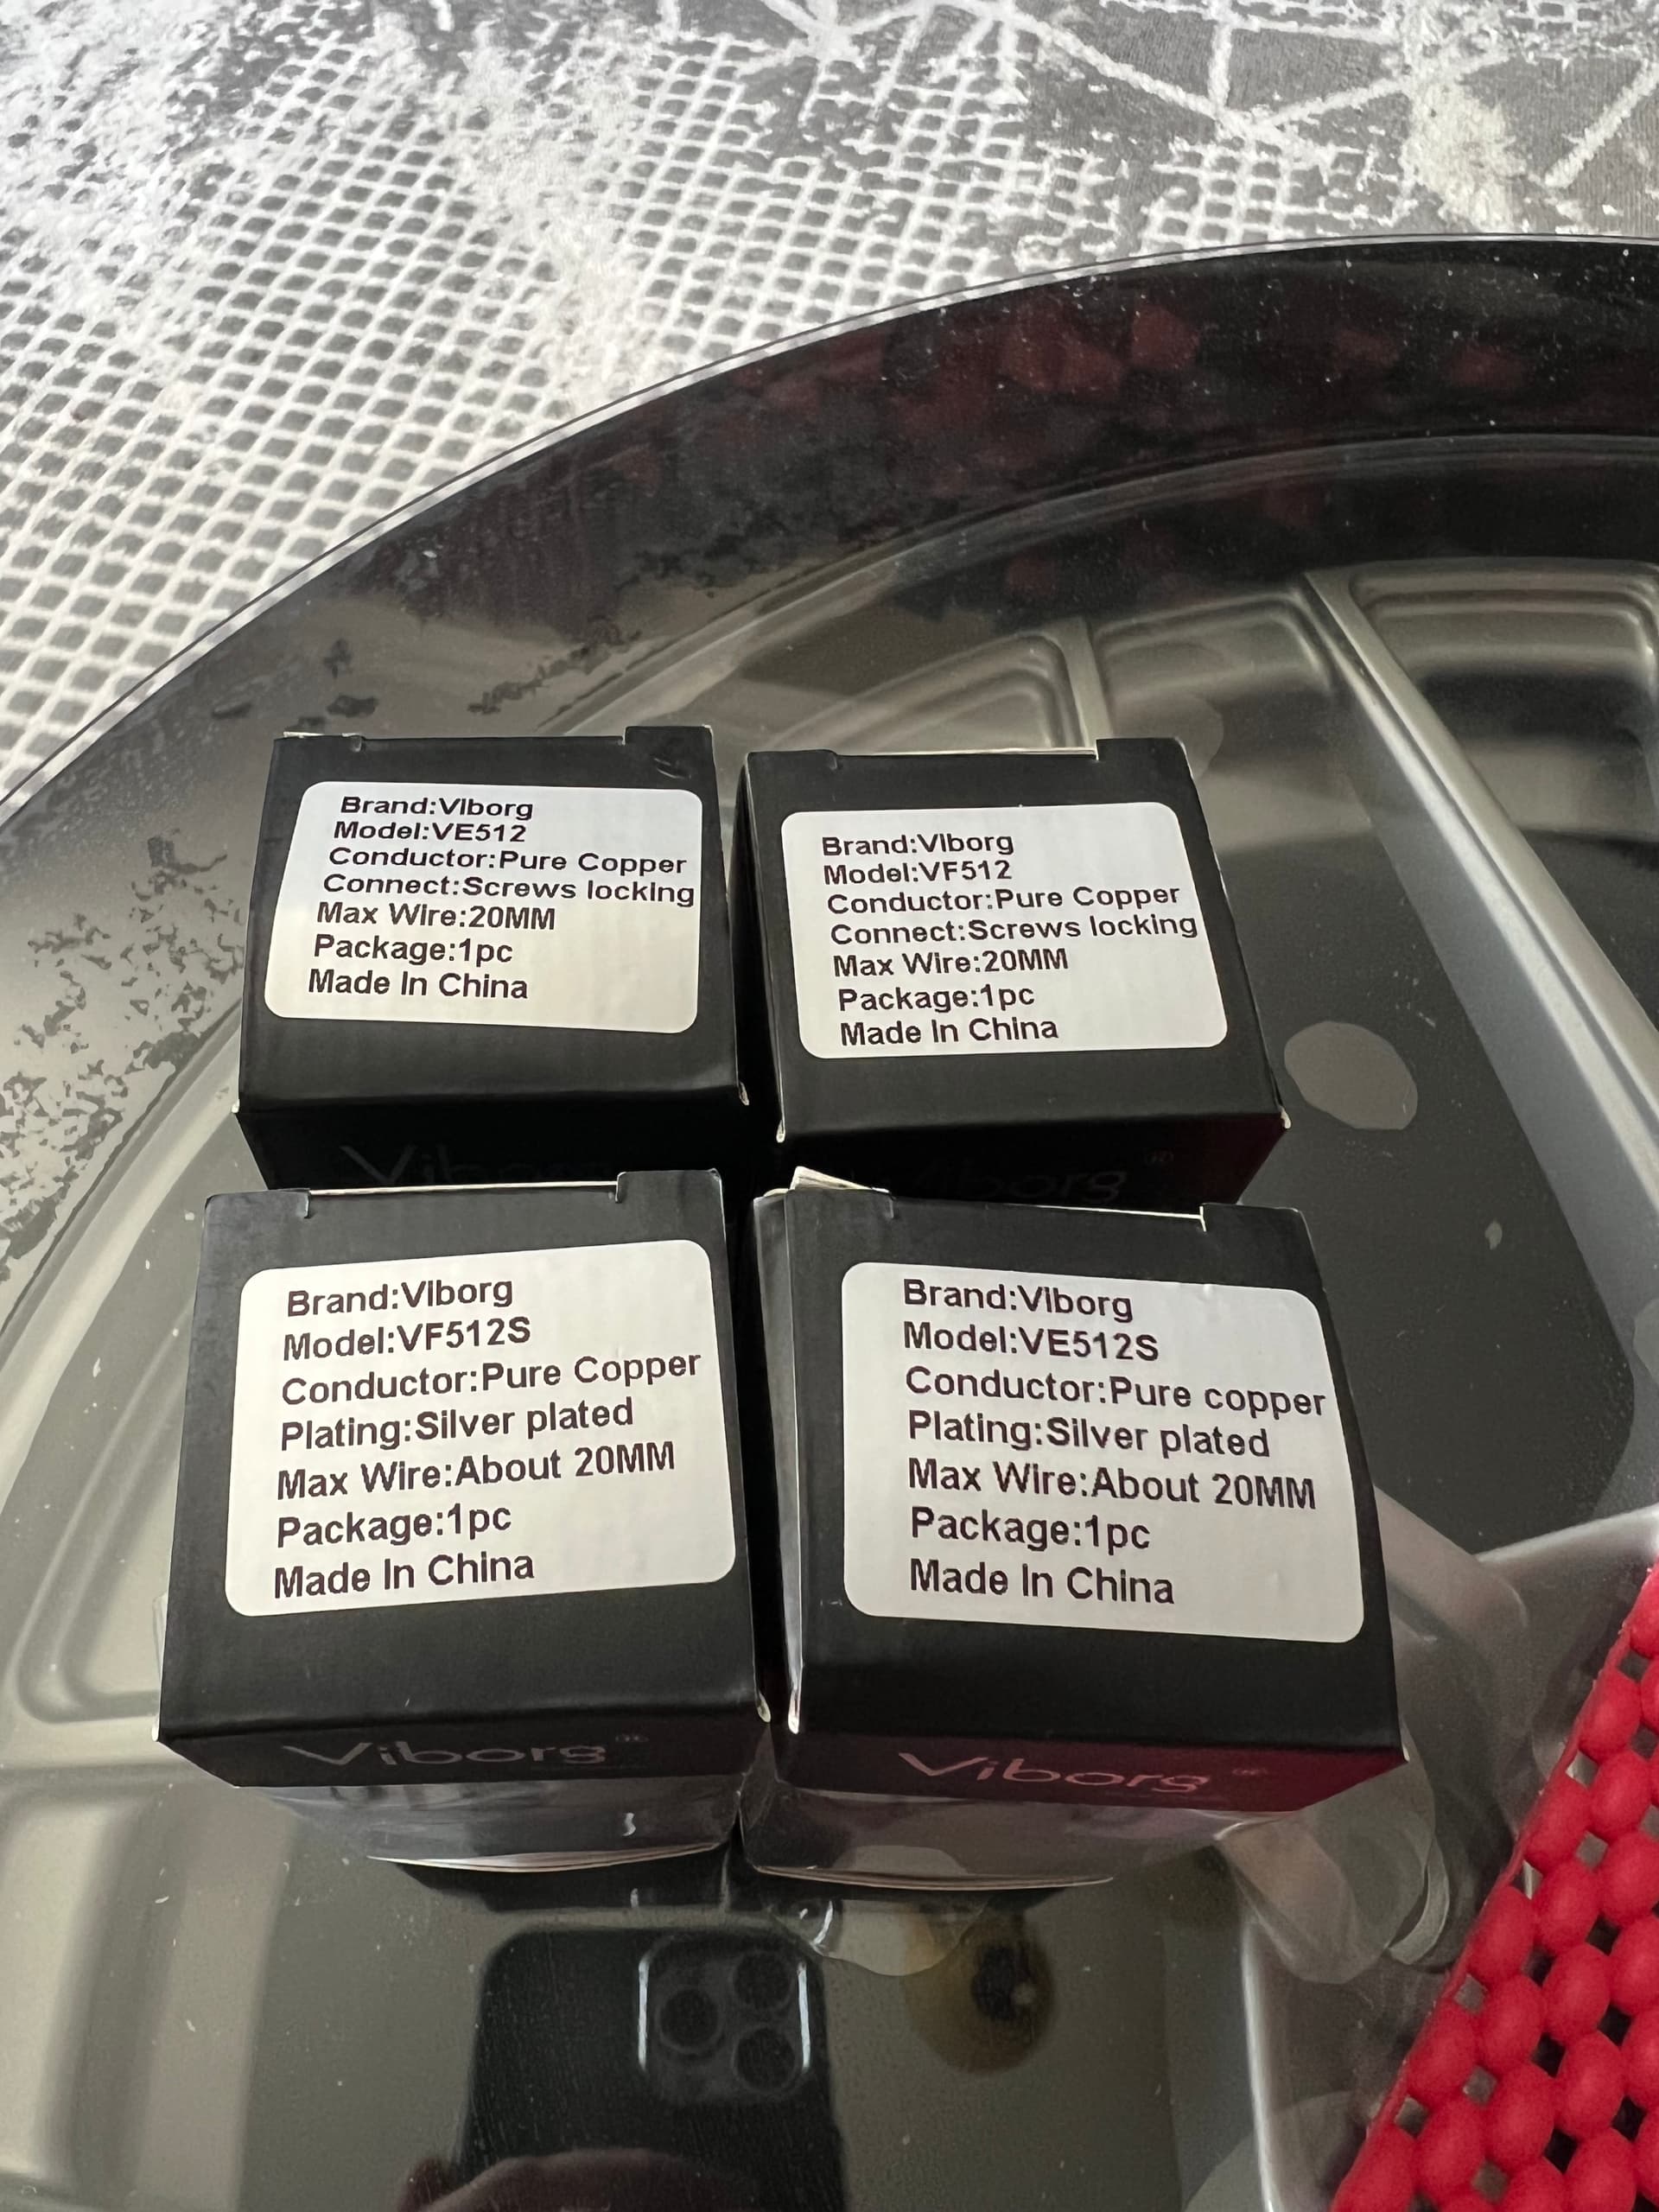 Brand:Viborg
Model:VE512
Conductor:Pure Copper
Connect:Screws locking
Max Wire:20MM
Package:1pc
Made In China
Brand:Viborg
Model:VF512
Conductor:Pure Copper
Connect:Screws locking
Max Wire:20MM
Package:1pc
Made In China
Viborg
Viborg
Brand:Viborg
Model:VF512S
Conductor:Pure Copper
Plating:Silver plated
Max Wire:About 20MM
Package:1pc
Made In China
Viborg
Brand:Viborg
Model:VE512S
Conductor:Pure copper
Plating:Silver plated
Max Wire:About 20MM
Package:1pc
Made In China
Viborg